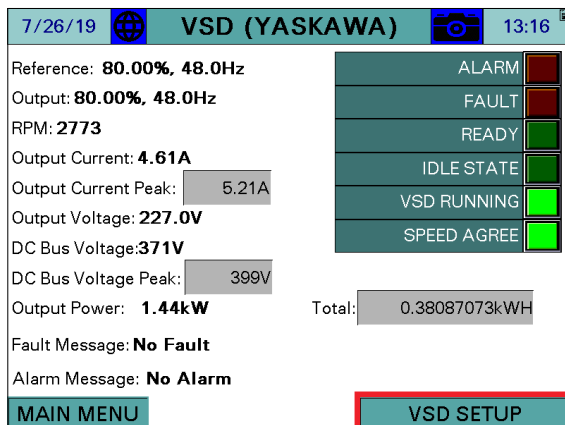 7/26/19 VSD (YASKAWA) 13:16
Reference: 80.00%, 48.0Hz
ALARM
Output: 80.00%, 48.0Hz
FAULT
RPM: 2773
READY
Output Current: 4.61A
IDLE STATE
Output Current Peak: 5.21A
VSD RUNNING
Output Voltage: 227.0V
SPEED AGREE
DC Bus Voltage:371V
DC Bus Voltage Peak: 399V
Output Power: 1.44kW Total: 0.38087073kWH
Fault Message: No Fault
Alarm Message: No Alarm
MAIN MENU VSD SETUP